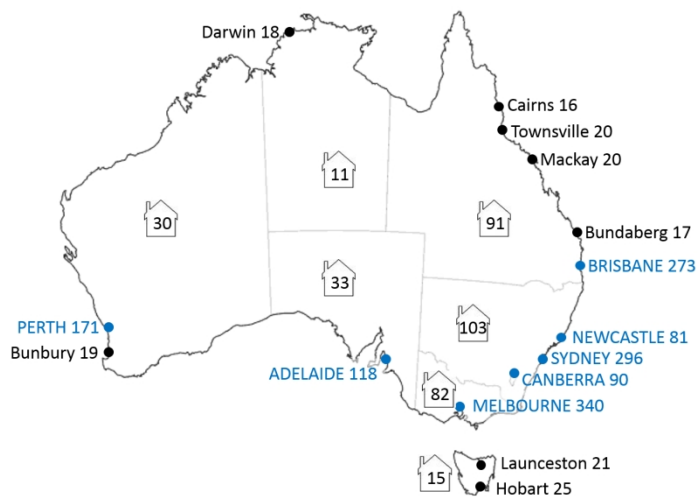 Darwin 18
Cairns 16
Townsville 20
Mackay 20
11
30
91
Bundaberg 17
BRISBANE 273
33
103
PERTH 171
NEWCASTLE 81
Bunbury 19
SYDNEY 296
ADELAIDE 118
CANBERRA 90
82
MELBOURNE 340
Launceston 21
15
Hobart 25